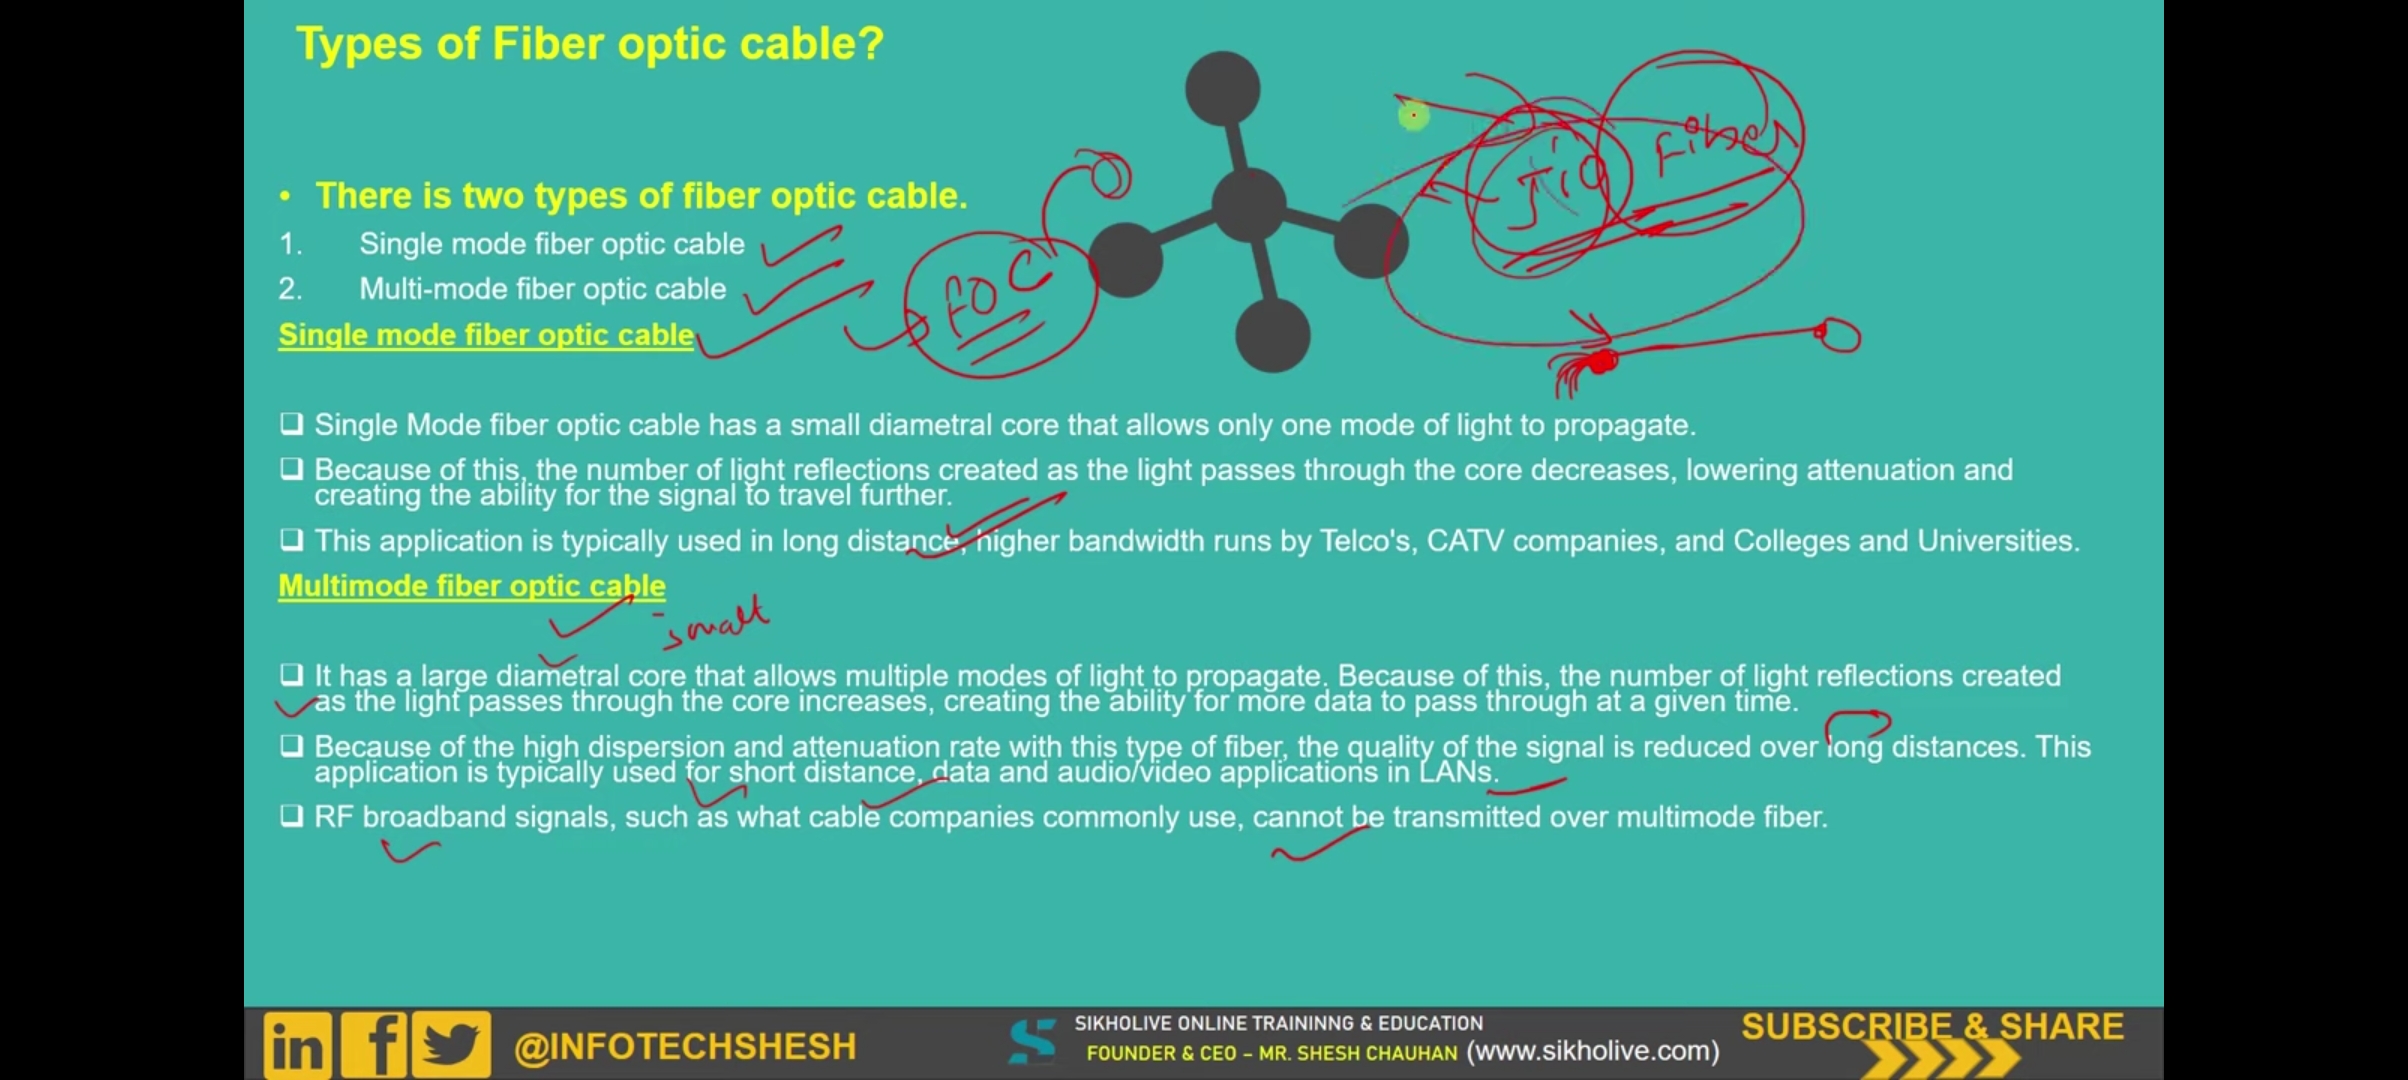 Types of Fiber optic cable?
• There is two types of fiber optic cable.
1. Single mode fiber optic cable
2. Multi-mode fiber optic cable
FOC
Jio Fiber
Single mode fiber optic cable
❑ Single Mode fiber optic cable has a small diametral core that allows only one mode of light to propagate.
❑ Because of this, the number of light reflections created as the light passes through the core decreases, lowering attenuation and
creating the ability for the signal to travel further.
❑ This application is typically used in long distance, higher bandwidth runs by Telco's, CATV companies, and Colleges and Universities.
Multimode fiber optic cable
small
❑ It has a large diametral core that allows multiple modes of light to propagate. Because of this, the number of light reflections created
as the light passes through the core increases, creating the ability for more data to pass through at a given time.
❑ Because of the high dispersion and attenuation rate with this type of fiber, the quality of the signal is reduced over long distances. This
application is typically used for short distance, data and audio/video applications in LANs.
❑ RF broadband signals, such as what cable companies commonly use, cannot be transmitted over multimode fiber.
in f @INFOTECHSHESH
S SIKHOLIVE ONLINE TRAININNG & EDUCATION
FOUNDER & CEO – MR. SHESH CHAUHAN (www.sikholive.com)
SUBSCRIBE & SHARE